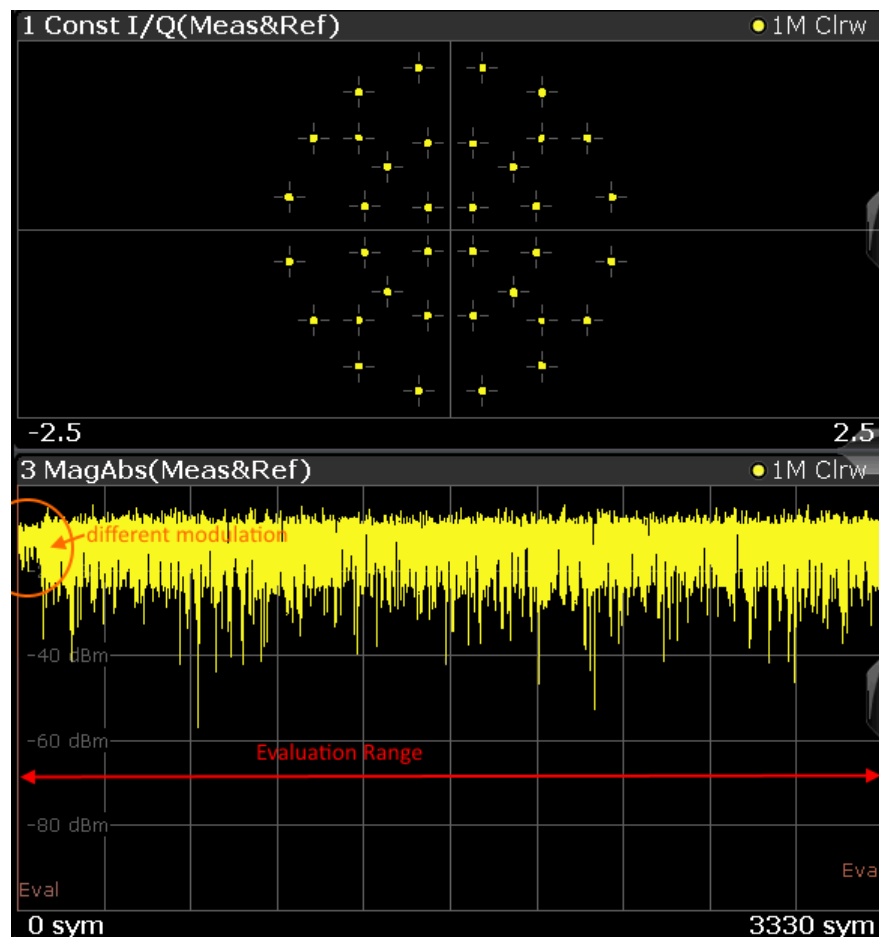 1 Const I/Q(Meas&Ref)
1M Clrw
-2.5
2.5
3 MagAbs(Meas&Ref)
1M Clrw
different modulation
-40 dBm
-60 dBm
Evaluation Range
-80 dBm
Eval
Eva
0 sym
3330 sym